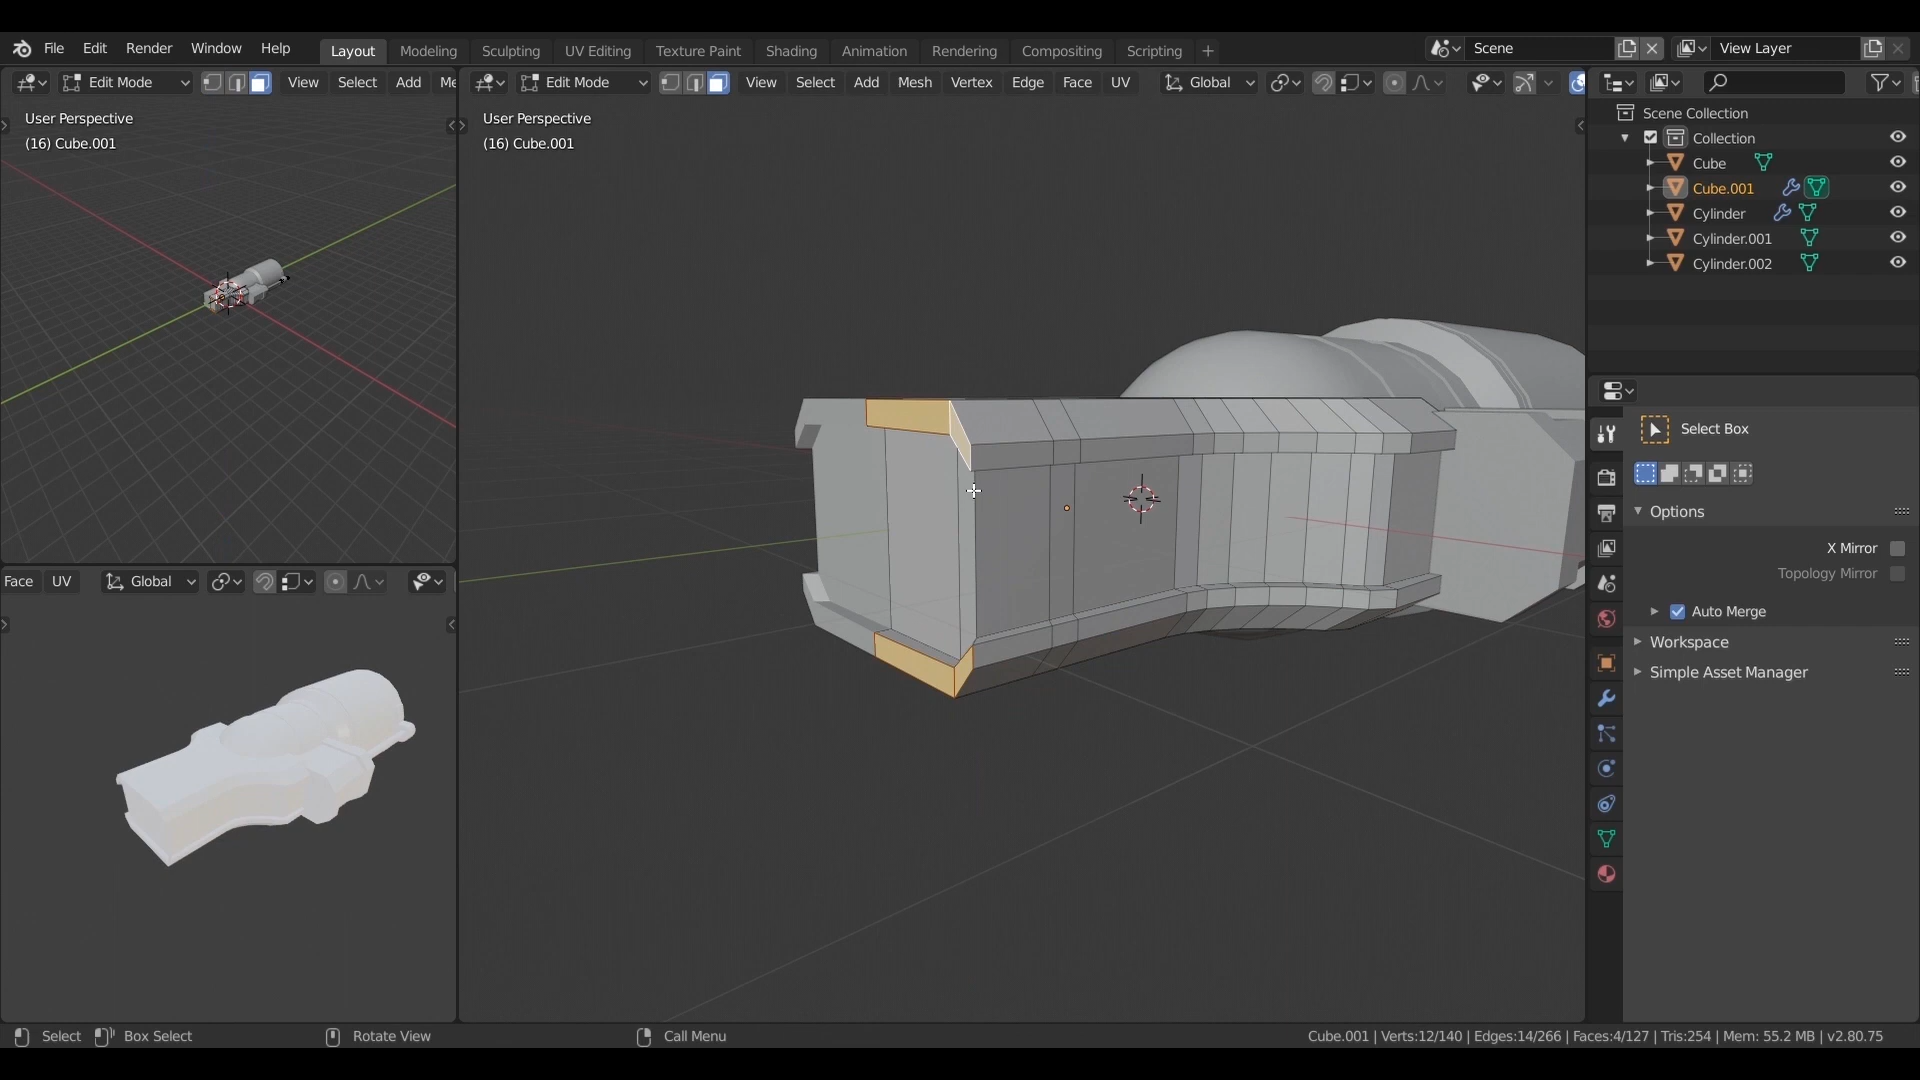 File Edit Render Window Help Layout Modeling Sculpting UV Editing Texture Paint Shading Animation Rendering Compositing Scripting + Scene View Layer
Edit Mode View Select Add Me
Edit Mode View Select Add Mesh Vertex Edge Face UV Global
User Perspective
(16) Cube.001
User Perspective
(16) Cube.001
Scene Collection
Collection
Cube
Cube.001
Cylinder
Cylinder.001
Cylinder.002
Select Box
Options
X Mirror
Topology Mirror
Auto Merge
Workspace
Simple Asset Manager
Face UV Global
Select Box Select Rotate View Call Menu Cube.001 | Verts:12/140 | Edges:14/266 | Faces:4/127 | Tris:254 | Mem: 55.2 MB | v2.80.75